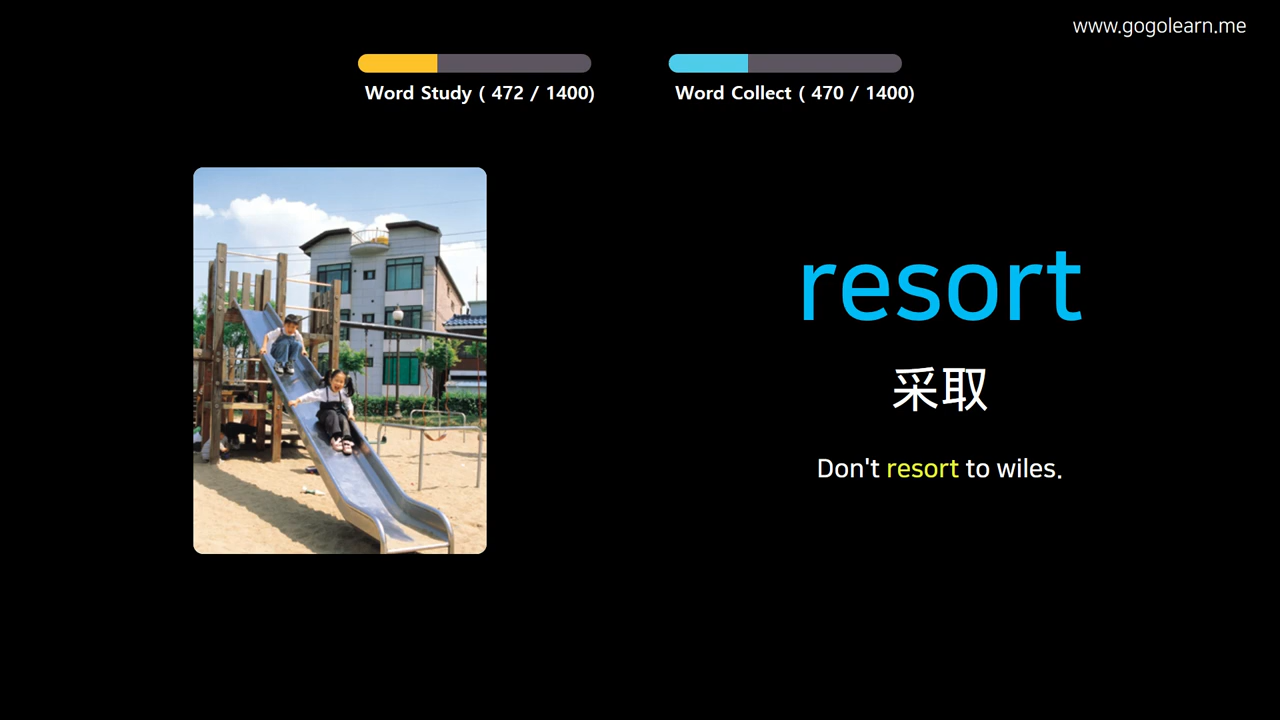 www.gogolearn.me
Word Study ( 472 / 1400)
Word Collect ( 470 / 1400)
resort
采取
Don't resort to wiles.